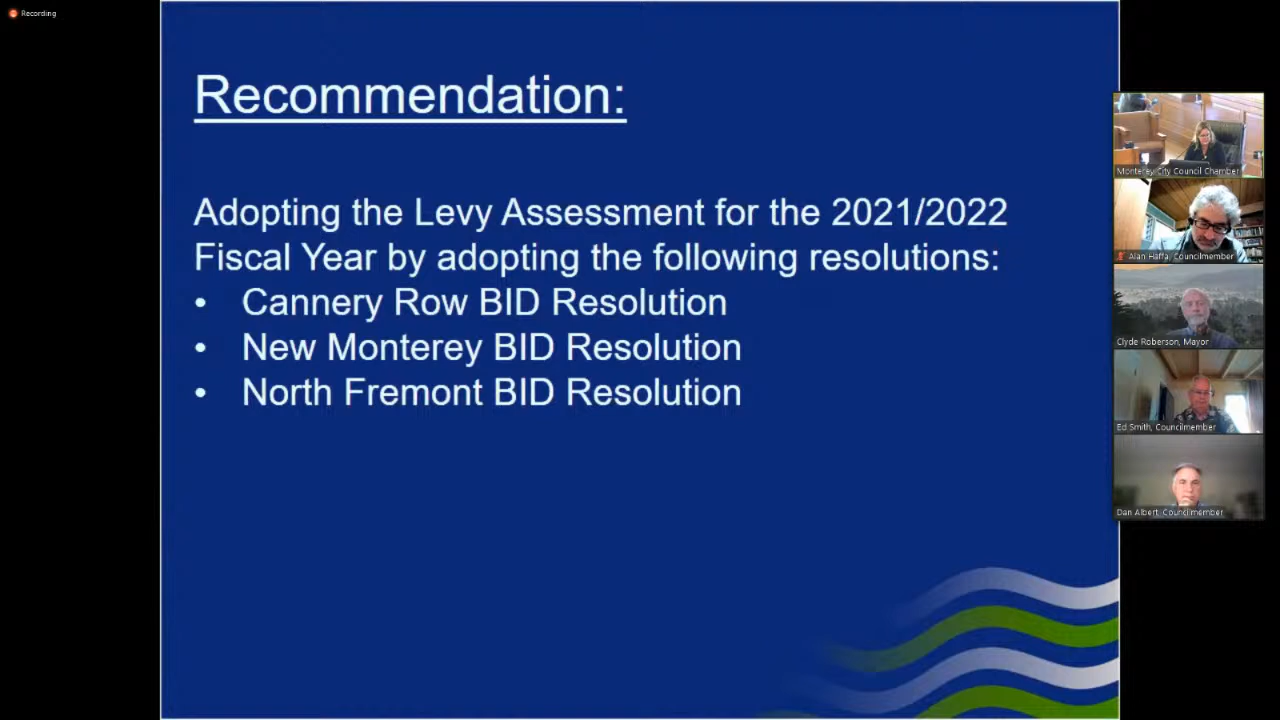 Recording
Recommendation:
Adopting the Levy Assessment for the 2021/2022
Fiscal Year by adopting the following resolutions:
• Cannery Row BID Resolution
• New Monterey BID Resolution
• North Fremont BID Resolution
Monterey City Council Chamber
Alan Haffa, Councilmember
Clyde Roberson, Mayor
Ed Smith, Councilmember
Dan Albert, Councilmember